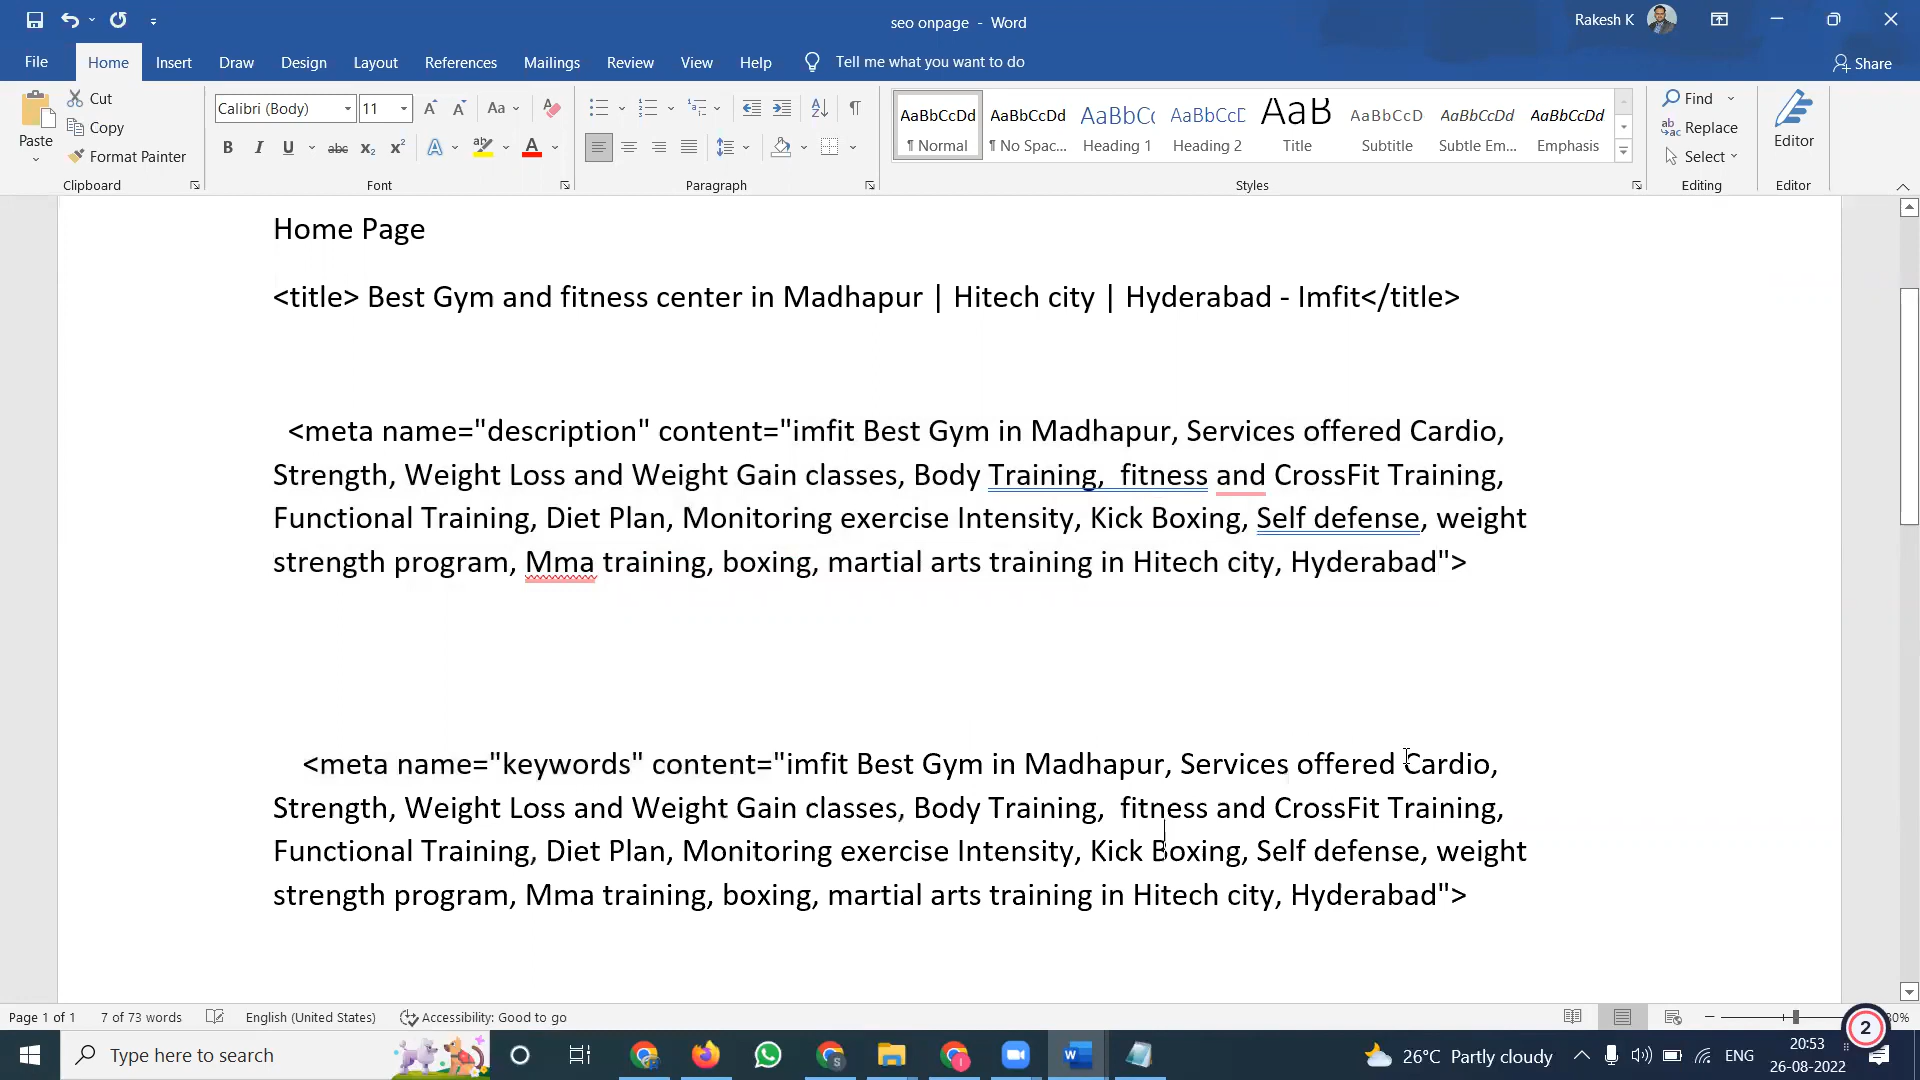 seo onpage - Word
Rakesh K
File Home Insert Draw Design Layout References Mailings Review View Help Tell me what you want to do Share
Paste
Cut
Copy
Format Painter
Clipboard
Calibri (Body) 11
Font
Paragraph
AaBbCcDd AaBbCcDd AaBbC AaBbCcD AaB AaBbCcD AaBbCcDd AaBbCcDd
¶ Normal ¶ No Spac... Heading 1 Heading 2 Title Subtitle Subtle Em... Emphasis
Styles
Find
Replace
Select
Editing
Editor
Editor
Home Page
<title> Best Gym and fitness center in Madhapur | Hitech city | Hyderabad - Imfit</title>
<meta name="description" content="imfit Best Gym in Madhapur, Services offered Cardio,
Strength, Weight Loss and Weight Gain classes, Body Training,  fitness and CrossFit Training,
Functional Training, Diet Plan, Monitoring exercise Intensity, Kick Boxing, Self defense, weight
strength program, Mma training, boxing, martial arts training in Hitech city, Hyderabad">
<meta name="keywords" content="imfit Best Gym in Madhapur, Services offered Cardio,
Strength, Weight Loss and Weight Gain classes, Body Training,  fitness and CrossFit Training,
Functional Training, Diet Plan, Monitoring exercise Intensity, Kick Boxing, Self defense, weight
strength program, Mma training, boxing, martial arts training in Hitech city, Hyderabad">
Page 1 of 1 7 of 73 words English (United States) Accessibility: Good to go
2
Type here to search
26°C Partly cloudy
ENG
20:53
26-08-2022